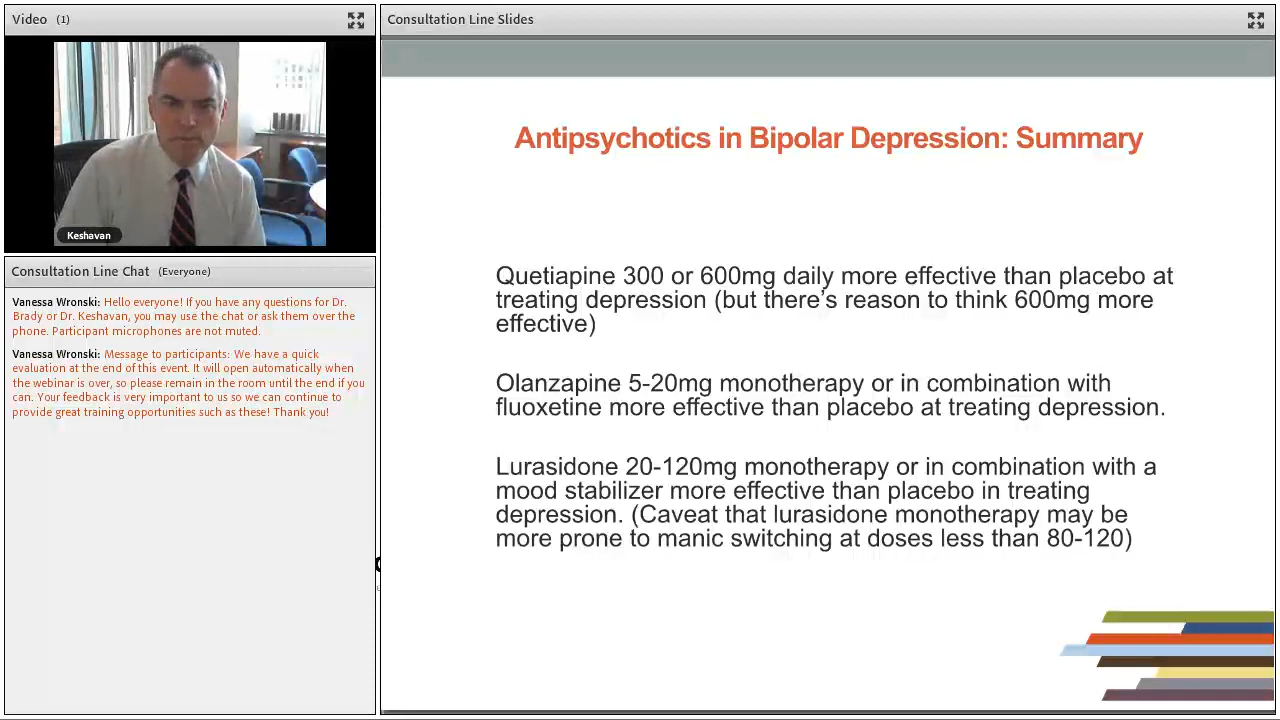 Video (1)
Keshavan
Consultation Line Chat (Everyone)
Vanessa Wronski: Hello everyone! If you have any questions for Dr.
Brady or Dr. Keshavan, you may use the chat or ask them over the
phone. Participant microphones are not muted.
Vanessa Wronski: Message to participants: We have a quick
evaluation at the end of this event. It will open automatically when
the webinar is over, so please remain in the room until the end if you
can. Your feedback is very important to us so we can continue to
provide great training opportunities such as these! Thank you!
Consultation Line Slides
Antipsychotics in Bipolar Depression: Summary
Quetiapine 300 or 600mg daily more effective than placebo at
treating depression (but there's reason to think 600mg more
effective)
Olanzapine 5-20mg monotherapy or in combination with
fluoxetine more effective than placebo at treating depression.
Lurasidone 20-120mg monotherapy or in combination with a
mood stabilizer more effective than placebo in treating
depression. (Caveat that lurasidone monotherapy may be
more prone to manic switching at doses less than 80-120)